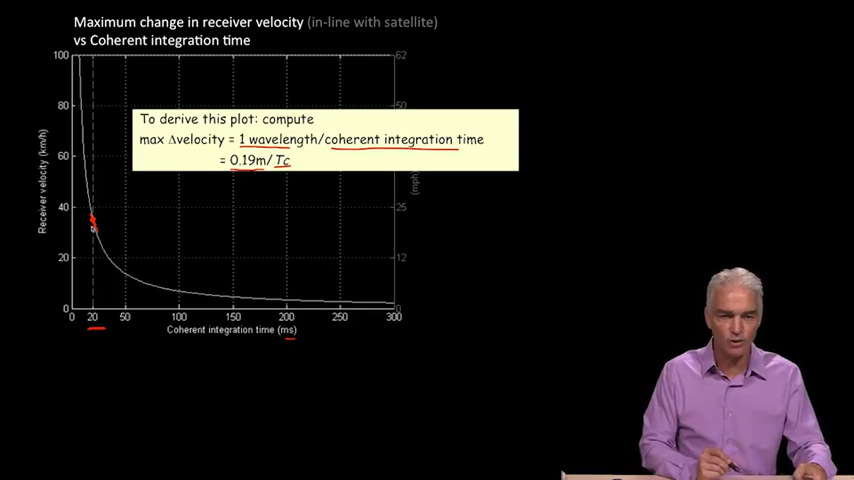 Maximum change in receiver velocity (in-line with satellite)
vs Coherent integration time
100
80
60
40
20
0
Receiver velocity (km/h)
62
50
25
12
0
(mph)
To derive this plot: compute
max Δvelocity = 1 wavelength/coherent integration time
= 0.19m/ Tc
0 20 50 100 150 200 250 300
Coherent integration time (ms)